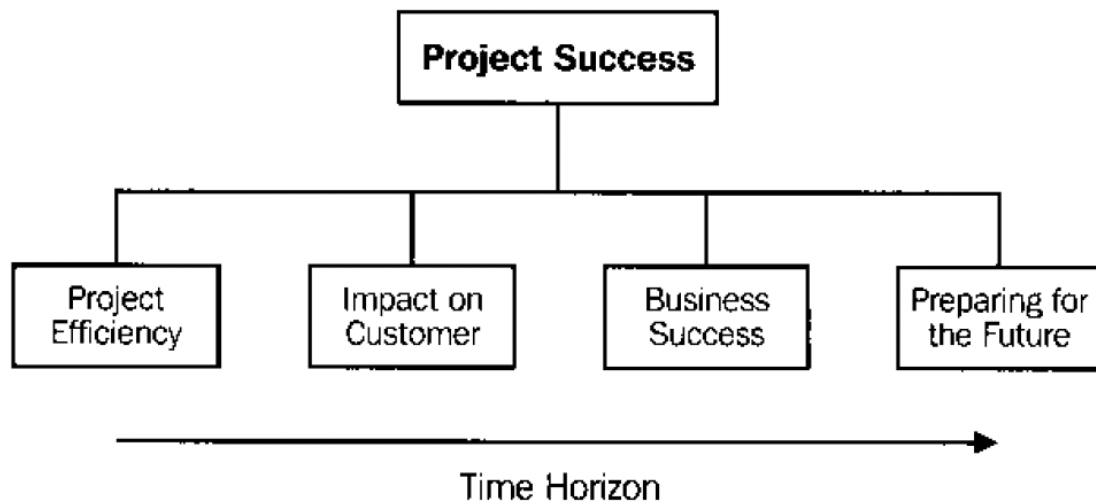 Project Success
Project
Efficiency
Impact on
Customer
Business
Success
Preparing for
the Future
Time Horizon